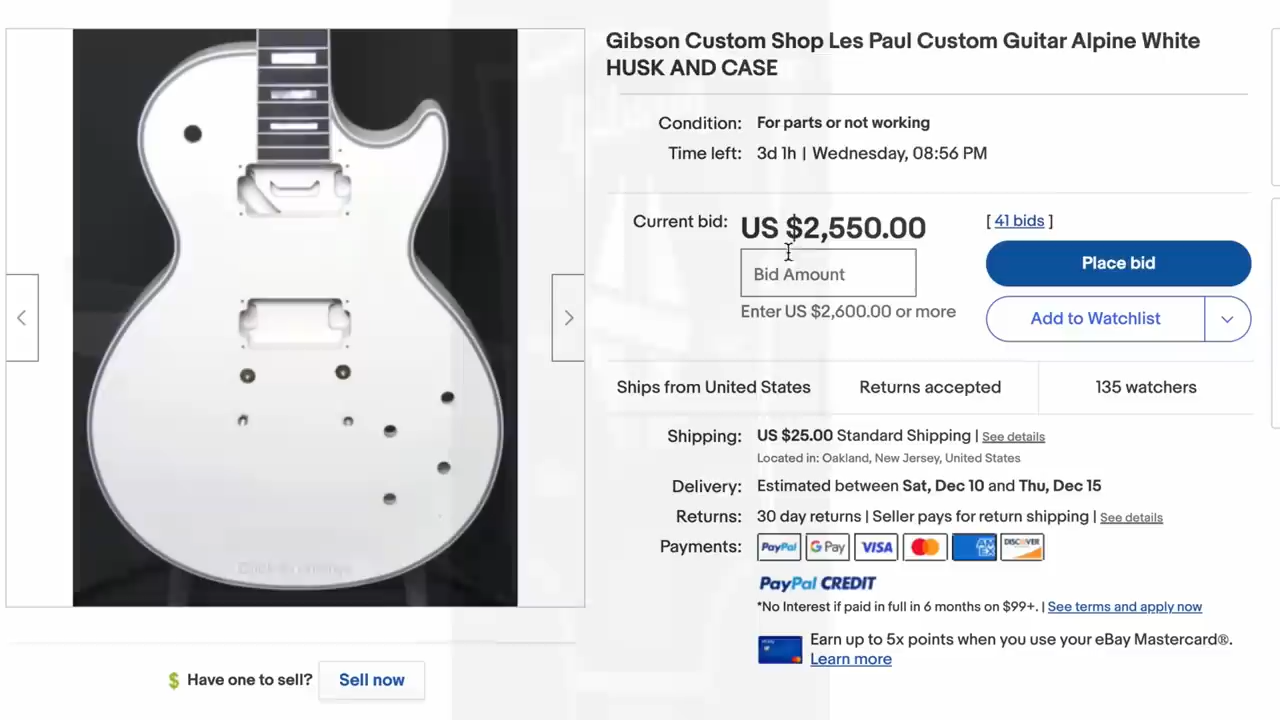 Gibson Custom Shop Les Paul Custom Guitar Alpine White
HUSK AND CASE
Condition: For parts or not working
Time left: 3d 1h | Wednesday, 08:56 PM
Current bid: US $2,550.00 [ 41 bids ]
Bid Amount
Place bid
Enter US $2,600.00 or more
Add to Watchlist
Ships from United States Returns accepted 135 watchers
Shipping: US $25.00 Standard Shipping | See details
Located in: Oakland, New Jersey, United States
Delivery: Estimated between Sat, Dec 10 and Thu, Dec 15
Returns: 30 day returns | Seller pays for return shipping | See details
Payments: PayPal G Pay VISA AM EX DISCOVER
PayPal CREDIT
*No Interest if paid in full in 6 months on $99+. | See terms and apply now
Earn up to 5x points when you use your eBay Mastercard®.
Learn more
Have one to sell? Sell now